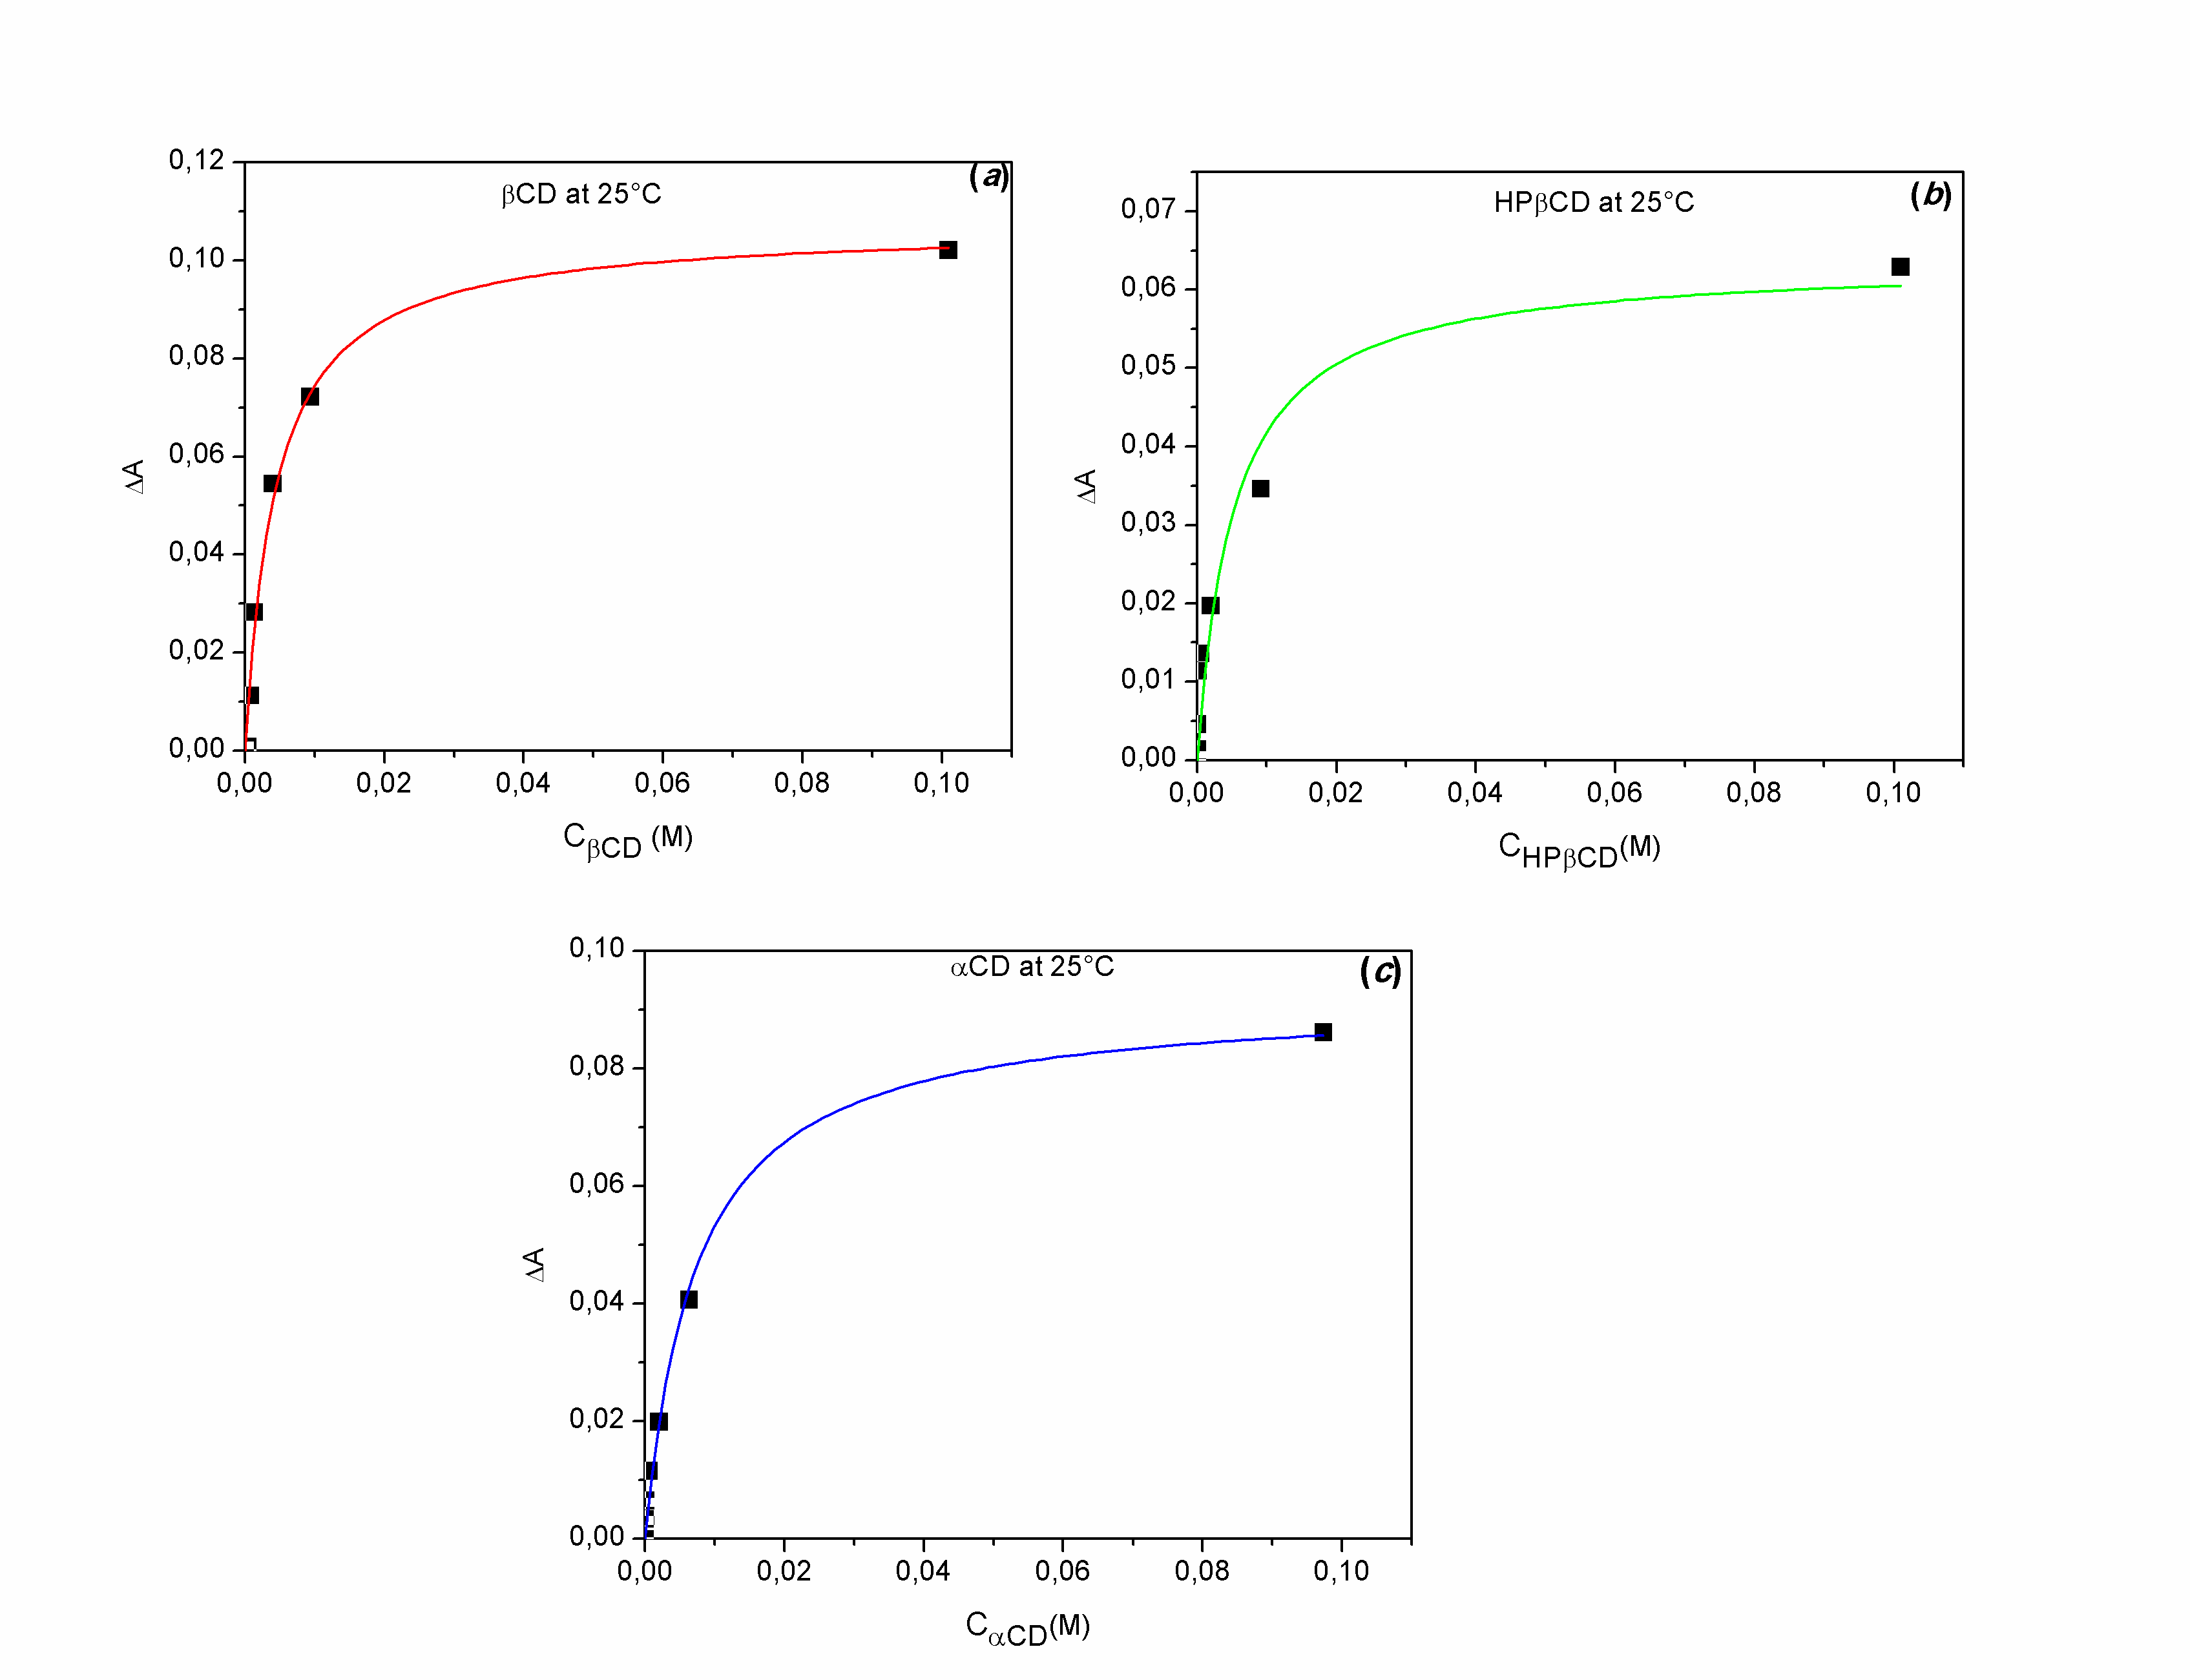 (a)
βCD at 25°C
0,12
0,10
0,08
0,06
0,04
0,02
0,00
ΔA
0,00 0,02 0,04 0,06 0,08 0,10
CβCD (M)
(b)
HPβCD at 25°C
0,07
0,06
0,05
0,04
0,03
0,02
0,01
0,00
ΔA
0,00 0,02 0,04 0,06 0,08 0,10
CHPβCD(M)
(c)
αCD at 25°C
0,10
0,08
0,06
0,04
0,02
0,00
ΔA
0,00 0,02 0,04 0,06 0,08 0,10
CαCD(M)